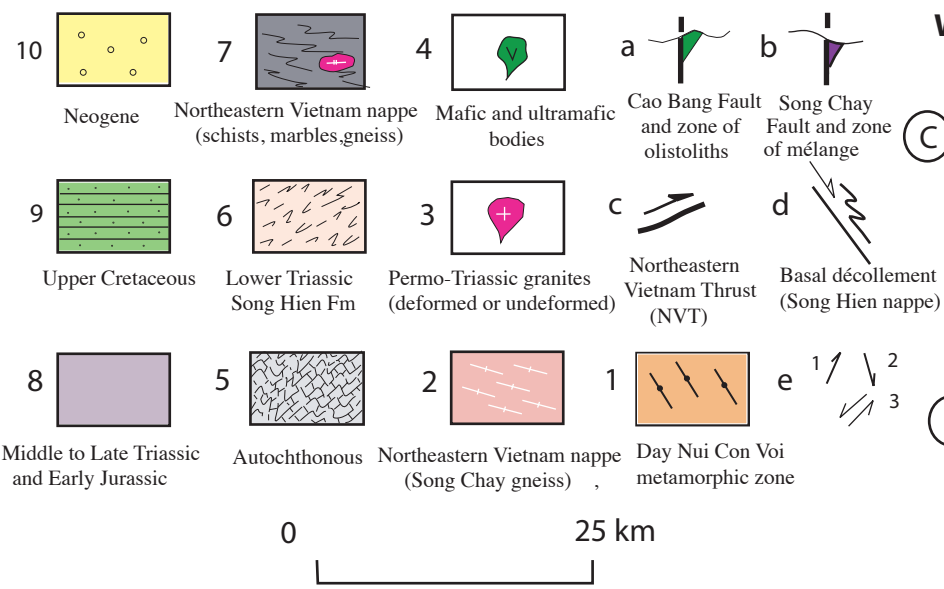 10
7
4
a
b
Neogene
Northeastern Vietnam nappe
(schists, marbles,gneiss)
Mafic and ultramafic
bodies
V
Cao Bang Fault
and zone of
olistoliths
Song Chay
Fault and zone
of mélange
C
9
6
3
c
d
Upper Cretaceous
Lower Triassic
Song Hien Fm
Permo-Triassic granites
(deformed or undeformed)
Northeastern
Vietnam Thrust
(NVT)
Basal décollement
(Song Hien nappe)
8
5
2
1
e
1
2
3
Middle to Late Triassic
and Early Jurassic
Autochthonous
Northeastern Vietnam nappe
(Song Chay gneiss) ,
Day Nui Con Voi
metamorphic zone
0 25 km